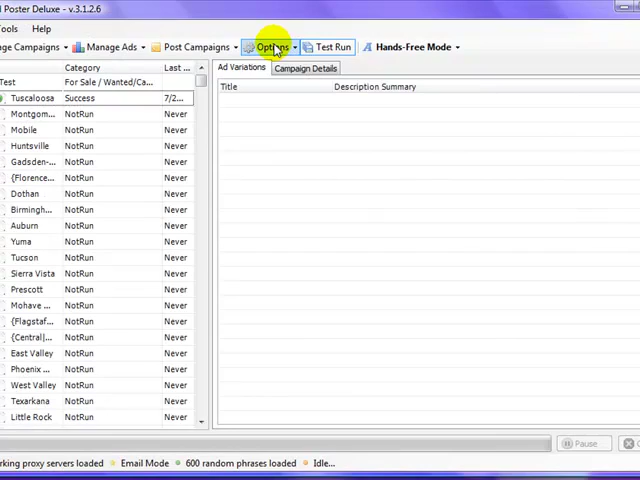 l Poster Deluxe - v.3.1.2.6
Tools Help
age Campaigns Manage Ads Post Campaigns Options Test Run Hands-Free Mode
Category Last ...
Ad Variations Campaign Details
Test For Sale / Wanted/Ca...
Title Description Summary
Tuscaloosa Success 7/2...
Montgom... NotRun Never
Mobile NotRun Never
Huntsville NotRun Never
Gadsden-... NotRun Never
{Florence... NotRun Never
Dothan NotRun Never
Birmingh... NotRun Never
Auburn NotRun Never
Yuma NotRun Never
Tucson NotRun Never
Sierra Vista NotRun Never
Prescott NotRun Never
Mohave ... NotRun Never
{Flagstaf... NotRun Never
{Central|... NotRun Never
East Valley NotRun Never
Phoenix ... NotRun Never
West Valley NotRun Never
Texarkana NotRun Never
Little Rock NotRun Never
Pause C
rking proxy servers loaded Email Mode 600 random phrases loaded Idle...